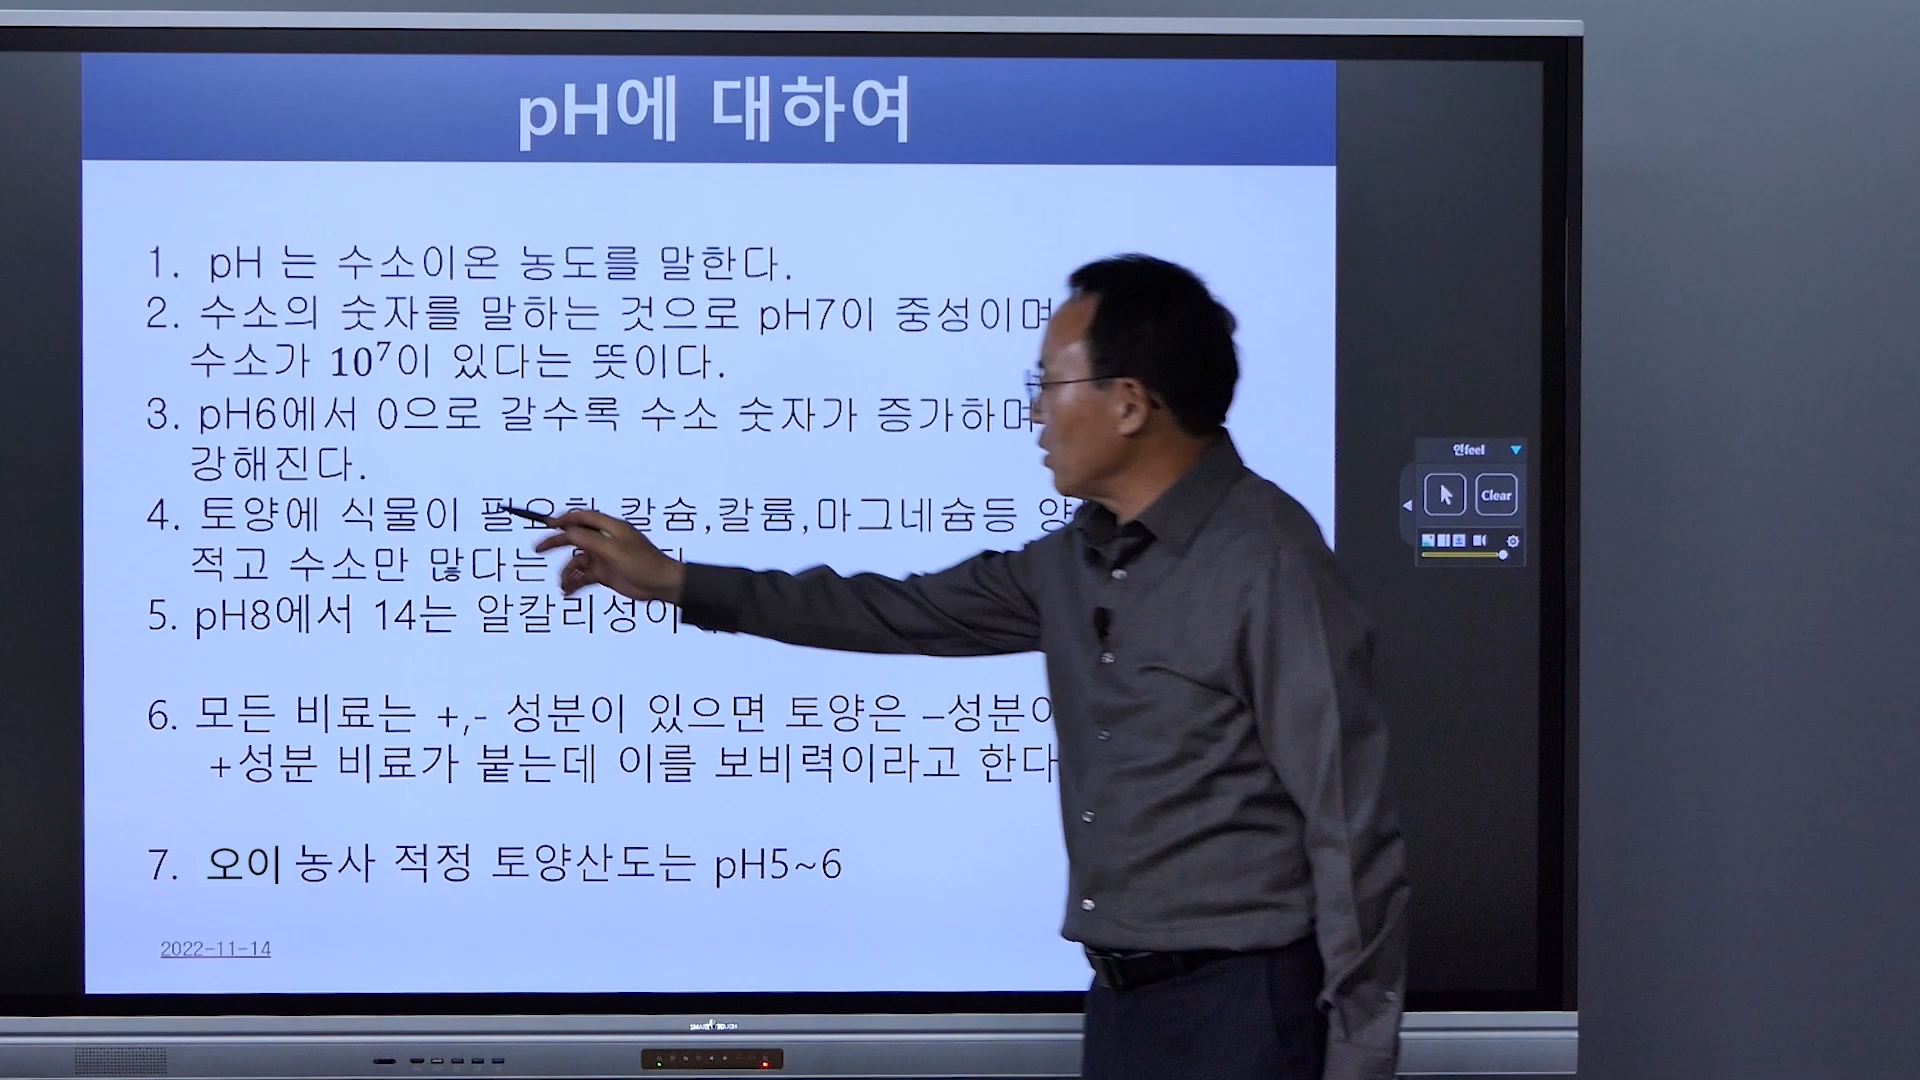 pH에 대하여
1. pH 는 수소이온 농도를 말한다.
2. 수소의 숫자를 말하는 것으로 pH7이 중성이며
수소가 10⁷이 있다는 뜻이다.
3. pH6에서 0으로 갈수록 수소 숫자가 증가하며
강해진다.
4. 토양에 식물이 필요한 칼슘,칼륨,마그네슘등 양
적고 수소만 많다는
5. pH8에서 14는 알칼리성이
6. 모든 비료는 +,- 성분이 있으면 토양은 –성분이
+성분 비료가 붙는데 이를 보비력이라고 한다
7. 오이 농사 적정 토양산도는 pH5~6
2022-11-14
인feel
Clear
SMART TOUCH